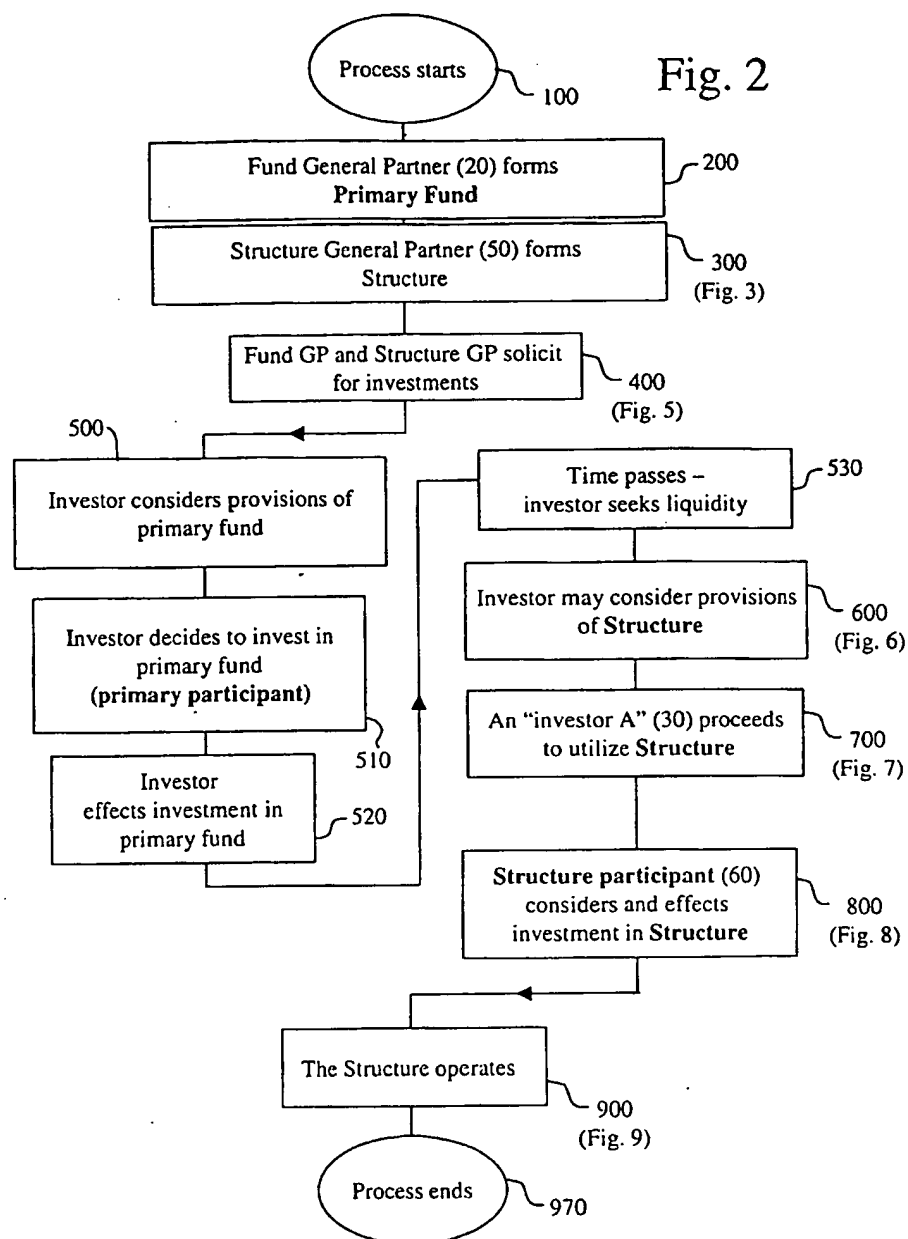 Fig. 2
Process starts
100
Fund General Partner (20) forms
Primary Fund
200
Structure General Partner (50) forms
Structure
300
(Fig. 3)
Fund GP and Structure GP solicit
for investments
400
(Fig. 5)
500
Investor considers provisions of
primary fund
Investor decides to invest in
primary fund
(primary participant)
510
Investor
effects investment in
primary fund
520
Time passes –
investor seeks liquidity
530
Investor may consider provisions
of Structure
600
(Fig. 6)
An "investor A" (30) proceeds
to utilize Structure
700
(Fig. 7)
Structure participant (60)
considers and effects
investment in Structure
800
(Fig. 8)
The Structure operates
900
(Fig. 9)
Process ends
970